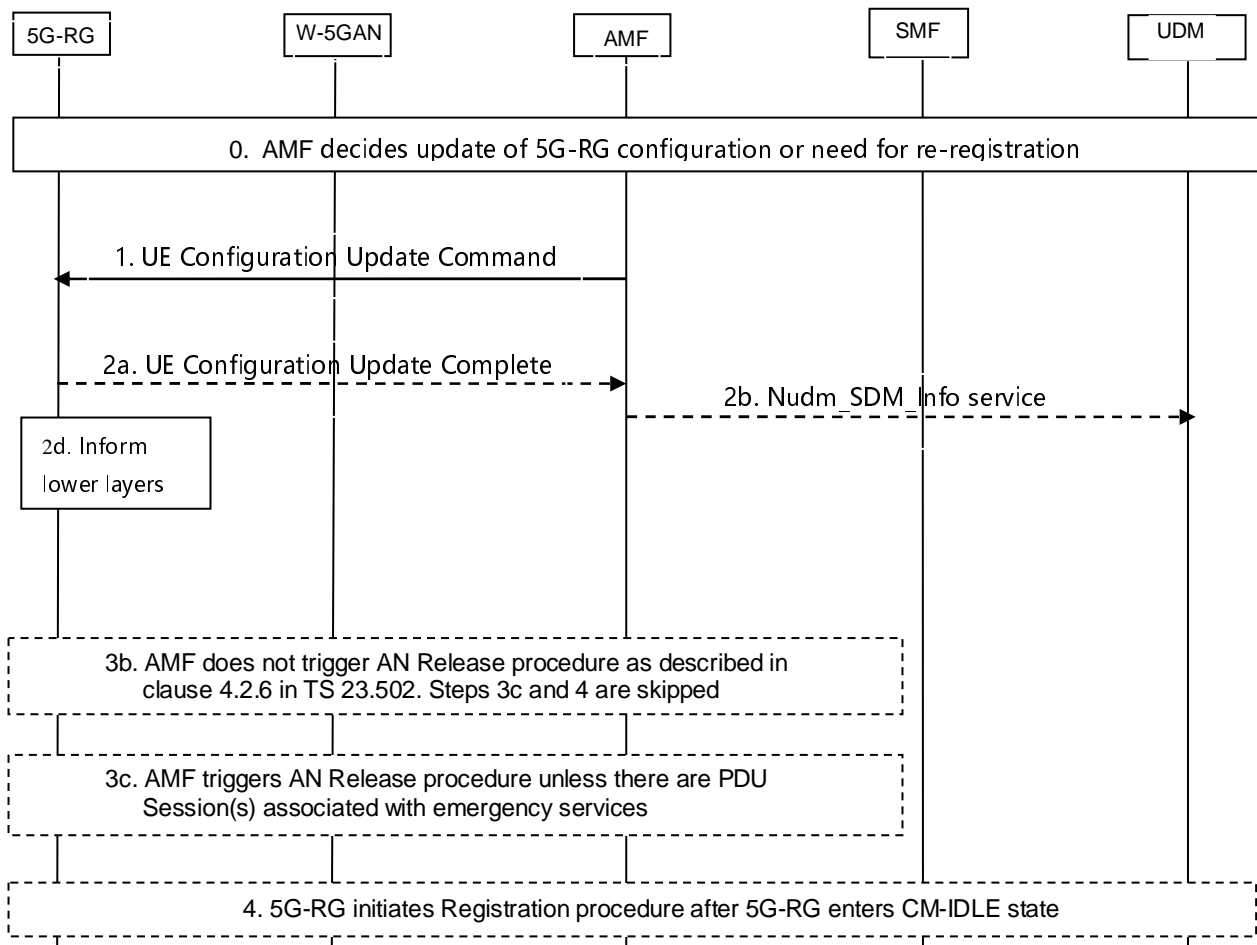 5G-RG
W-5GAN
AMF
SMF
UDM
0. AMF decides update of 5G-RG configuration or need for re-registration
1. UE Configuration Update Command
2a. UE Configuration Update Complete
2b. Nudm_SDM_Info service
2d. Inform
lower layers
3b. AMF does not trigger AN Release procedure as described in
clause 4.2.6 in TS 23.502. Steps 3c and 4 are skipped
3c. AMF triggers AN Release procedure unless there are PDU
Session(s) associated with emergency services
4. 5G-RG initiates Registration procedure after 5G-RG enters CM-IDLE state